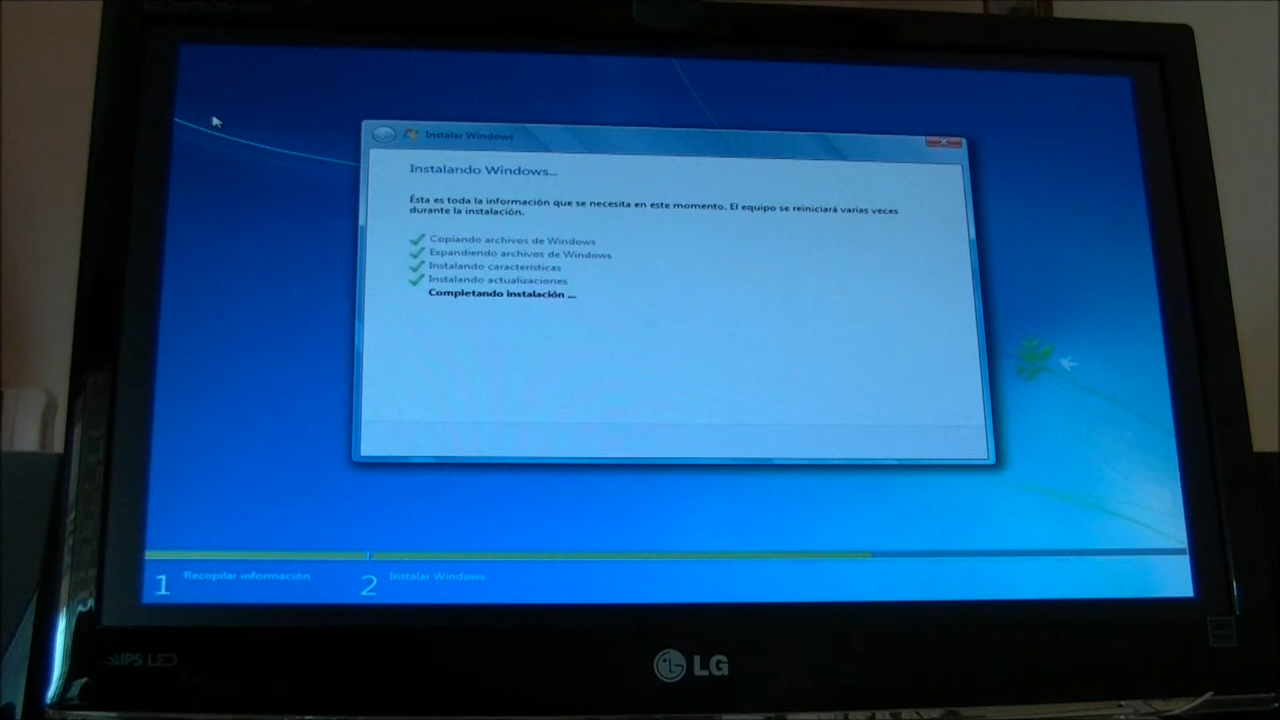 Instalar Windows
Instalando Windows...
Ésta es toda la información que se necesita en este momento. El equipo se reiniciará varias veces
durante la instalación.
Copiando archivos de Windows
Expandiendo archivos de Windows
Instalando características
Instalando actualizaciones
Completando instalación ...
1 Recopilar información
2 Instalar Windows
IPS LED
LG